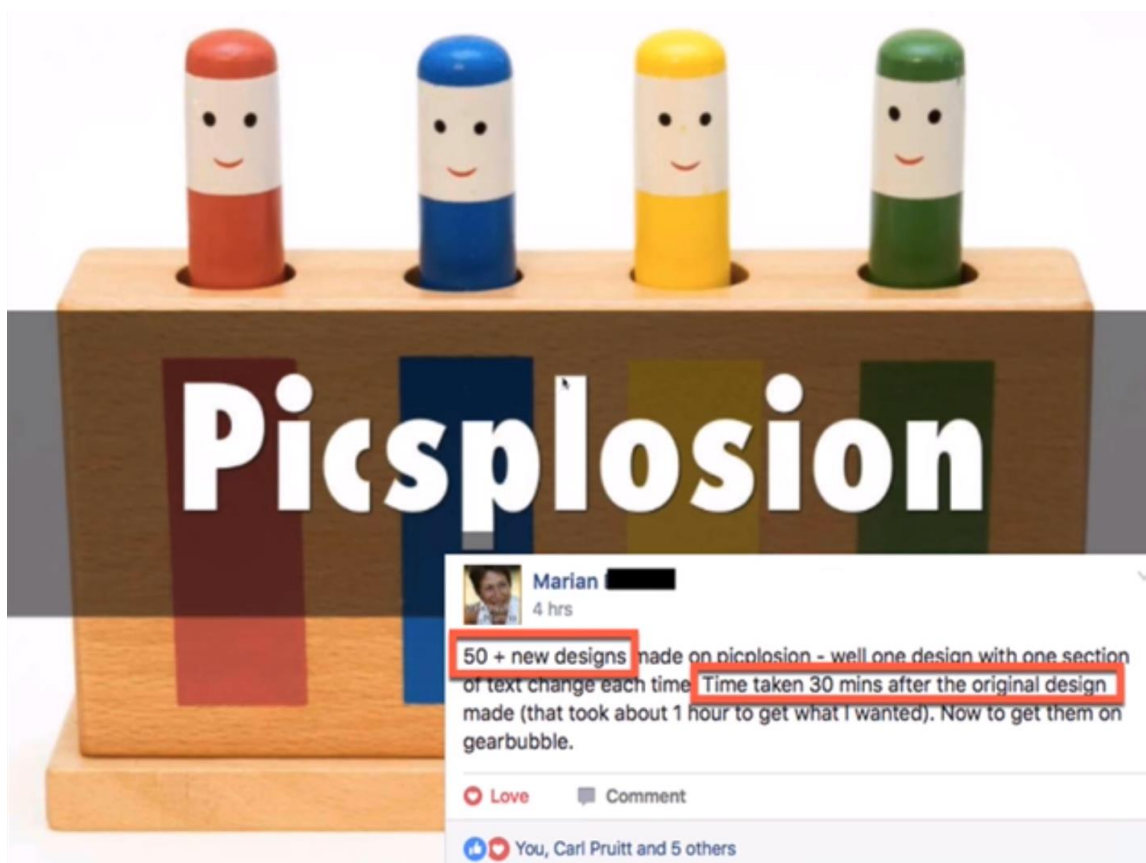 Picsplosion
Marian
4 hrs
50 + new designs made on picplosion - well one design with one section
of text change each time Time taken 30 mins after the original design
made (that took about 1 hour to get what I wanted). Now to get them on
gearbubble.
Love Comment
You, Carl Pruitt and 5 others